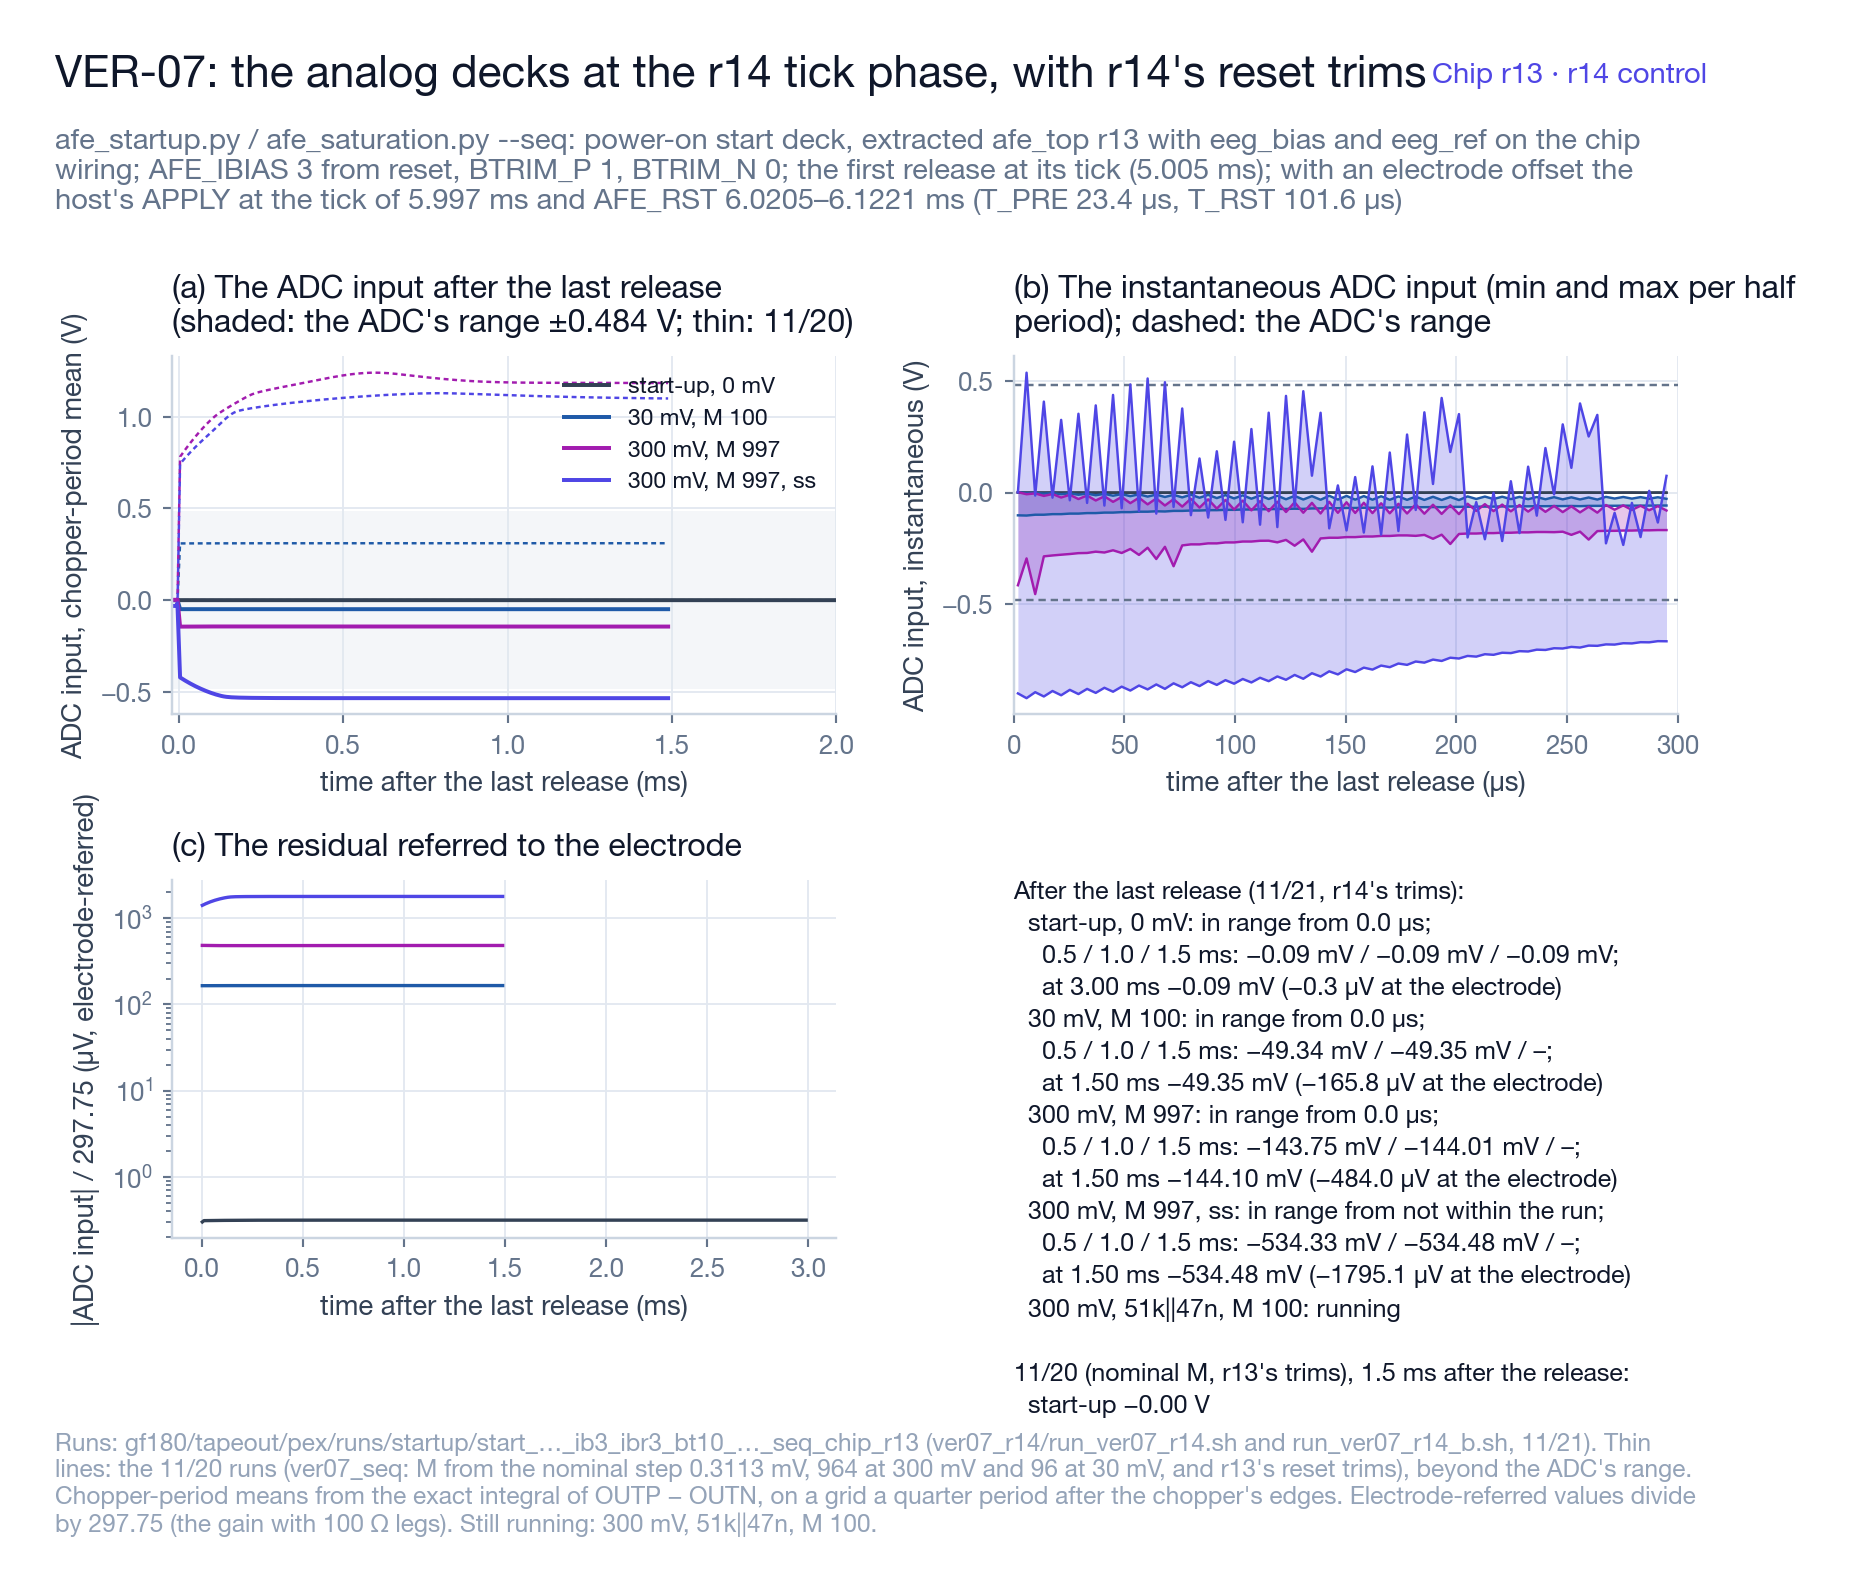 VER-07: the analog decks at the r14 tick phase, with r14's reset trims Chip r13 · r14 control
afe_startup.py / afe_saturation.py --seq: power-on start deck, extracted afe_top r13 with eeg_bias and eeg_ref on the chip
wiring; AFE_IBIAS 3 from reset, BTRIM_P 1, BTRIM_N 0; the first release at its tick (5.005 ms); with an electrode offset the
host's APPLY at the tick of 5.997 ms and AFE_RST 6.0205–6.1221 ms (T_PRE 23.4 µs, T_RST 101.6 µs)
(a) The ADC input after the last release
(shaded: the ADC's range ±0.484 V; thin: 11/20)
ADC input, chopper-period mean (V)
1.0
0.5
0.0
−0.5
start-up, 0 mV
30 mV, M 100
300 mV, M 997
300 mV, M 997, ss
0.0 0.5 1.0 1.5 2.0
time after the last release (ms)
(b) The instantaneous ADC input (min and max per half
period); dashed: the ADC's range
ADC input, instantaneous (V)
0.5
0.0
−0.5
0 50 100 150 200 250 300
time after the last release (µs)
(c) The residual referred to the electrode
|ADC input| / 297.75 (µV, electrode-referred)
10³
10²
10¹
10⁰
0.0 0.5 1.0 1.5 2.0 2.5 3.0
time after the last release (ms)
After the last release (11/21, r14's trims):
start-up, 0 mV: in range from 0.0 µs;
0.5 / 1.0 / 1.5 ms: −0.09 mV / −0.09 mV / −0.09 mV;
at 3.00 ms −0.09 mV (−0.3 µV at the electrode)
30 mV, M 100: in range from 0.0 µs;
0.5 / 1.0 / 1.5 ms: −49.34 mV / −49.35 mV / –;
at 1.50 ms −49.35 mV (−165.8 µV at the electrode)
300 mV, M 997: in range from 0.0 µs;
0.5 / 1.0 / 1.5 ms: −143.75 mV / −144.01 mV / –;
at 1.50 ms −144.10 mV (−484.0 µV at the electrode)
300 mV, M 997, ss: in range from not within the run;
0.5 / 1.0 / 1.5 ms: −534.33 mV / −534.48 mV / –;
at 1.50 ms −534.48 mV (−1795.1 µV at the electrode)
300 mV, 51k||47n, M 100: running
11/20 (nominal M, r13's trims), 1.5 ms after the release:
start-up −0.00 V
Runs: gf180/tapeout/pex/runs/startup/start_…_ib3_ibr3_bt10_…_seq_chip_r13 (ver07_r14/run_ver07_r14.sh and run_ver07_r14_b.sh, 11/21). Thin
lines: the 11/20 runs (ver07_seq: M from the nominal step 0.3113 mV, 964 at 300 mV and 96 at 30 mV, and r13's reset trims), beyond the ADC's range.
Chopper-period means from the exact integral of OUTP − OUTN, on a grid a quarter period after the chopper's edges. Electrode-referred values divide
by 297.75 (the gain with 100 Ω legs). Still running: 300 mV, 51k||47n, M 100.